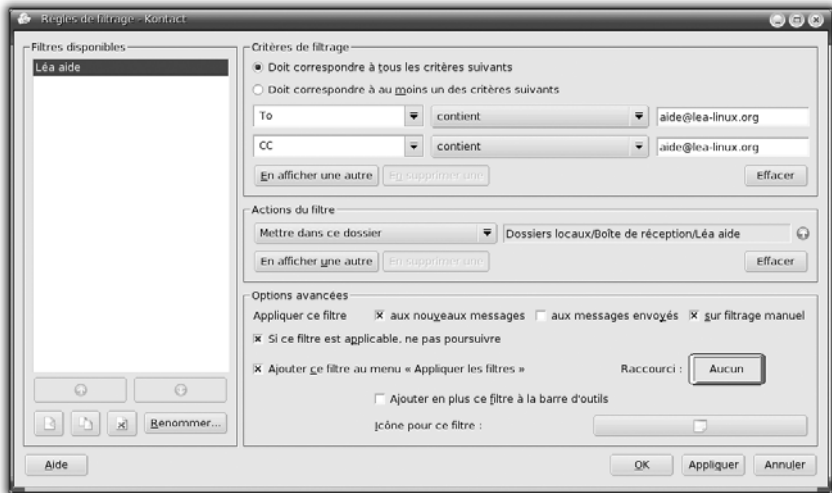 Règles de filtrage - Kontact
Filtres disponibles
Léa aide
Renommer...
Critères de filtrage
Doit correspondre à tous les critères suivants
Doit correspondre à au moins un des critères suivants
To contient aide@lea-linux.org
CC contient aide@lea-linux.org
En afficher une autre En supprimer une Effacer
Actions du filtre
Mettre dans ce dossier Dossiers locaux/Boîte de réception/Léa aide
En afficher une autre En supprimer une Effacer
Options avancées
Appliquer ce filtre aux nouveaux messages aux messages envoyés sur filtrage manuel
Si ce filtre est applicable, ne pas poursuivre
Ajouter ce filtre au menu « Appliquer les filtres » Raccourci : Aucun
Ajouter en plus ce filtre à la barre d'outils
Icône pour ce filtre :
Aide OK Appliquer Annuler